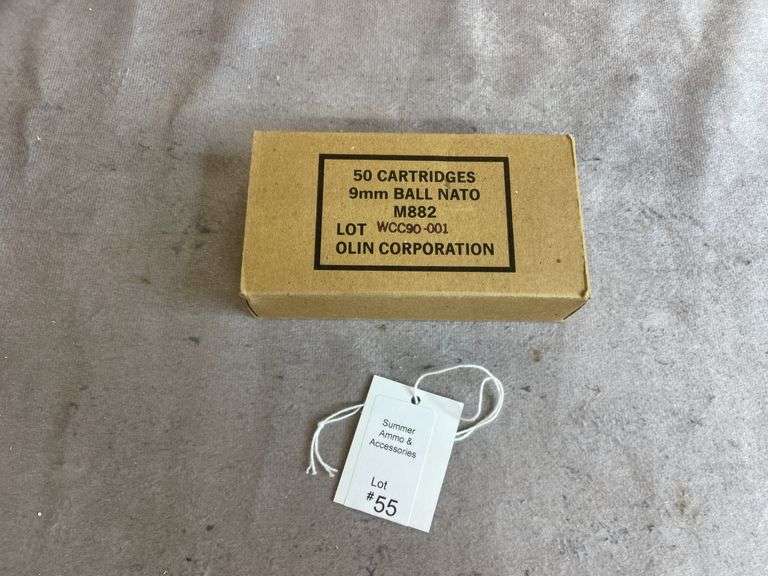 50 CARTRIDGES
9mm BALL NATO
M882
LOT WCC90-001
OLIN CORPORATION
Summer
Ammo &
Accessories
Lot
#55